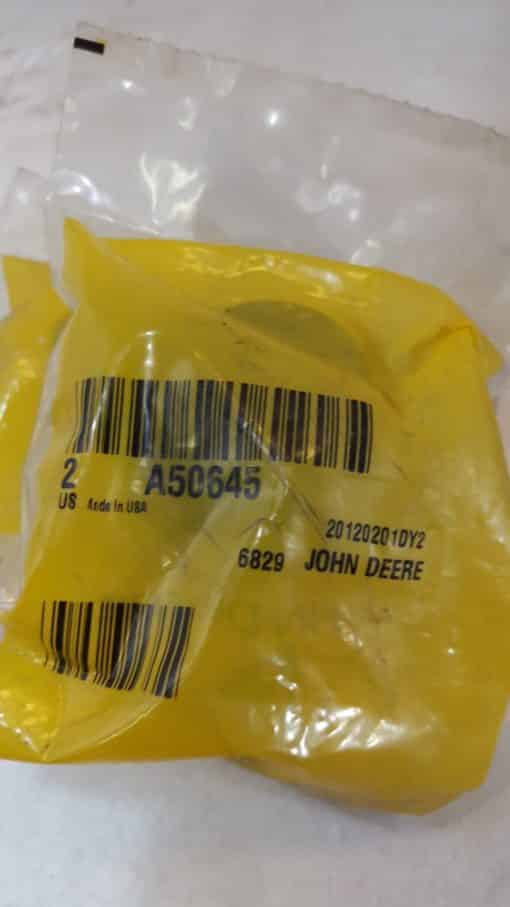 2 A50645
US Made In USA
20120201DY2
6829 JOHN DEERE